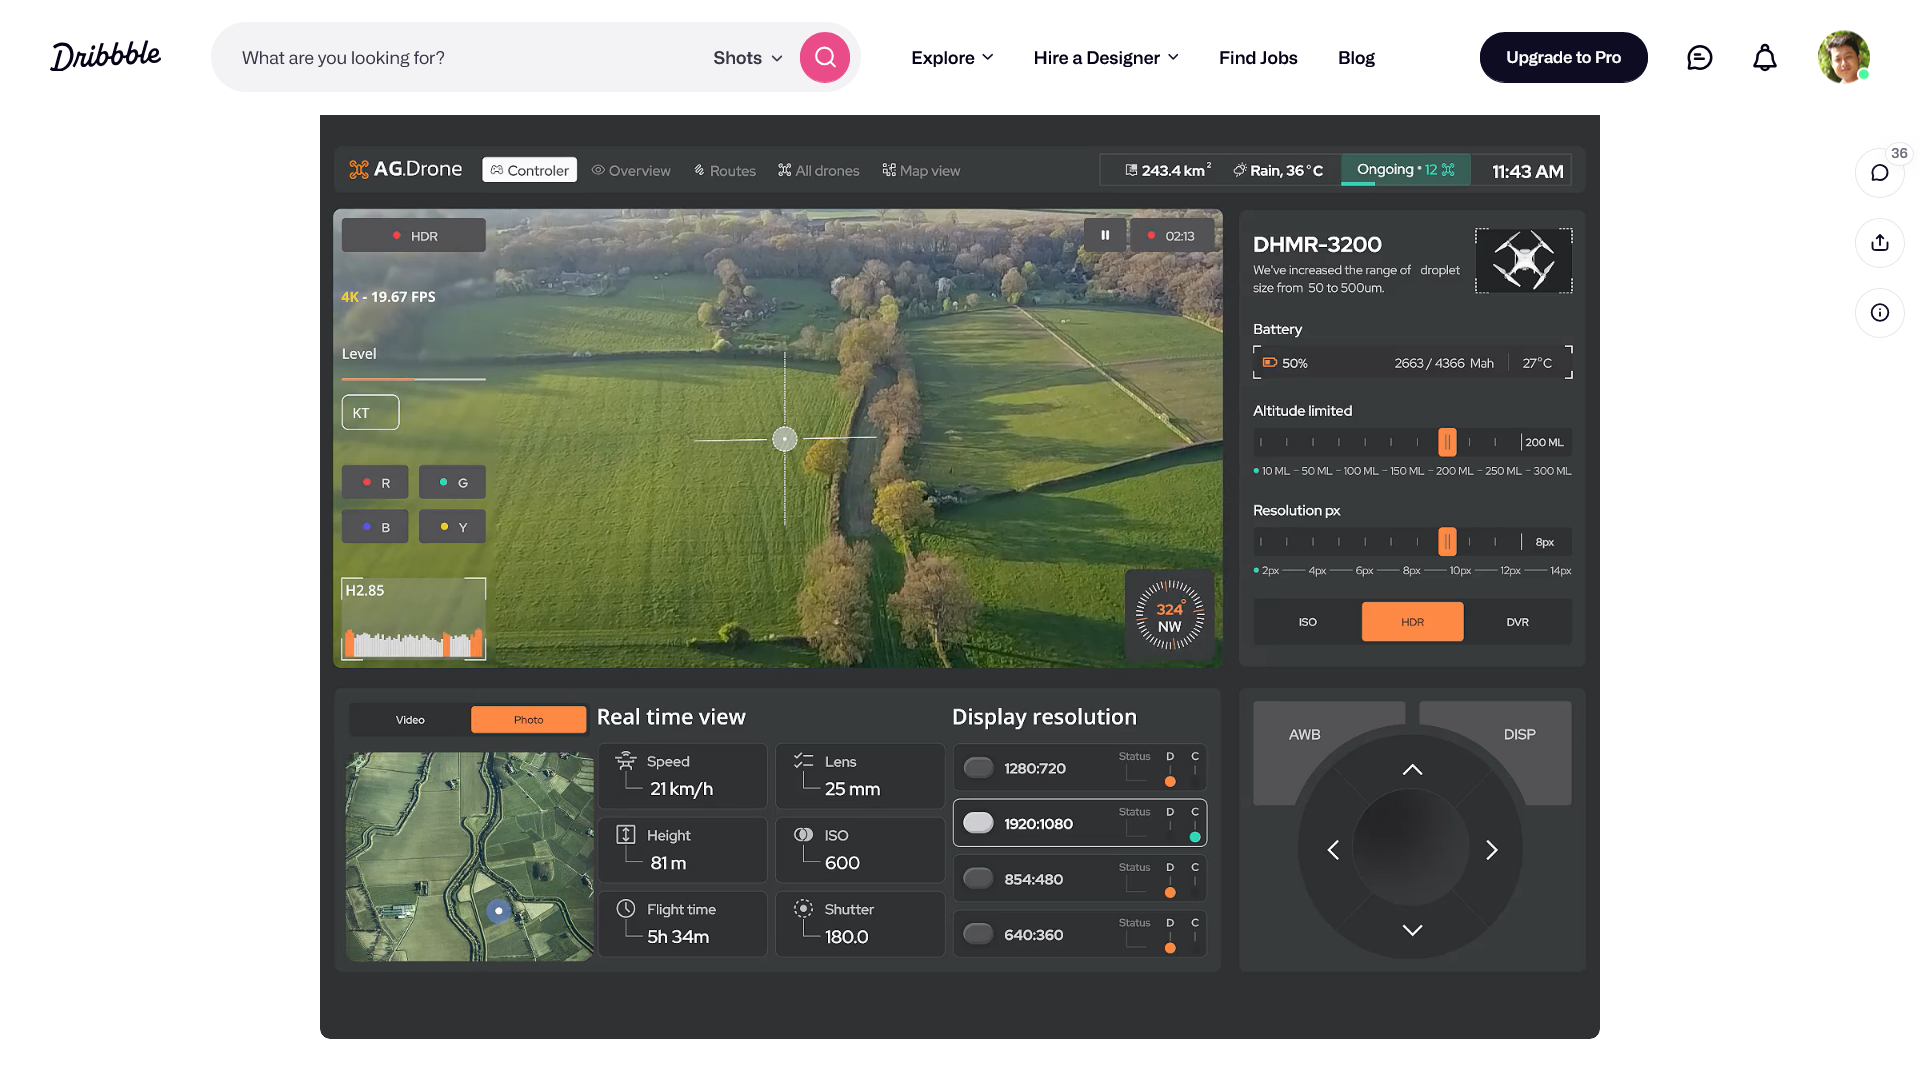 Dribbble
What are you looking for?
Shots
Explore
Hire a Designer
Find Jobs
Blog
Upgrade to Pro
36
AG.Drone
Controler
Overview
Routes
All drones
Map view
243.4 km²
Rain, 36°C
Ongoing • 12
11:43 AM
HDR
02:13
4K - 19.67 FPS
Level
KT
R
G
B
Y
H2.85
324°
NW
DHMR-3200
We've increased the range of droplet
size from 50 to 500um.
Battery
50%
2663 / 4366 Mah
27°C
Altitude limited
200 ML
10 ML – 50 ML – 100 ML – 150 ML – 200 ML – 250 ML – 300 ML
Resolution px
8px
2px — 4px — 6px — 8px — 10px — 12px — 14px
ISO
HDR
DVR
Video
Photo
Real time view
Speed
21 km/h
Lens
25 mm
Height
81 m
ISO
600
Flight time
5h 34m
Shutter
180.0
Display resolution
1280:720
Status
D
C
1920:1080
Status
D
C
854:480
Status
D
C
640:360
Status
D
C
AWB
DISP